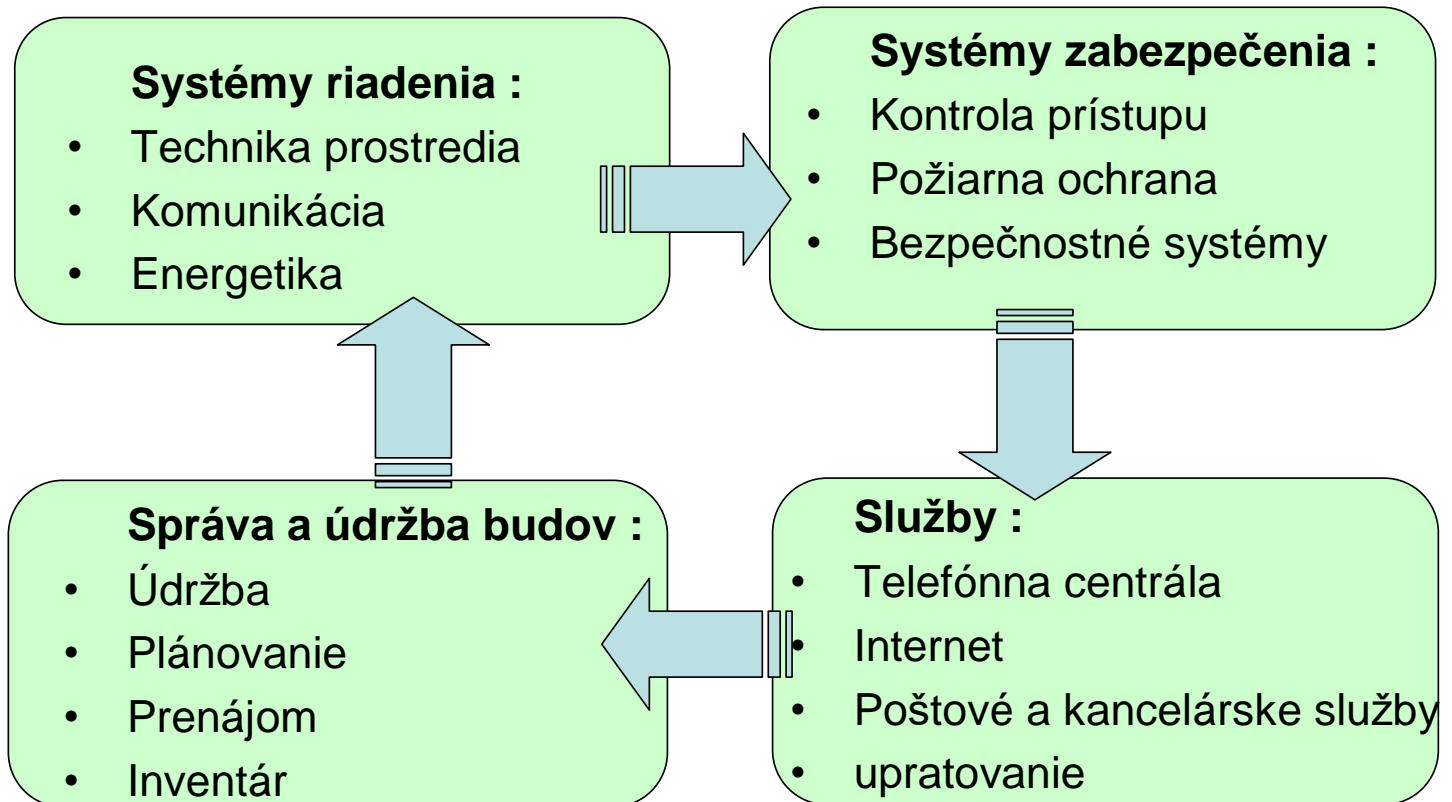 Systémy riadenia :
• Technika prostredia
• Komunikácia
• Energetika
Systémy zabezpečenia :
• Kontrola prístupu
• Požiarna ochrana
• Bezpečnostné systémy
Správa a údržba budov :
• Údržba
• Plánovanie
• Prenájom
• Inventár
Služby :
• Telefónna centrála
• Internet
• Poštové a kancelárske služby
• upratovanie